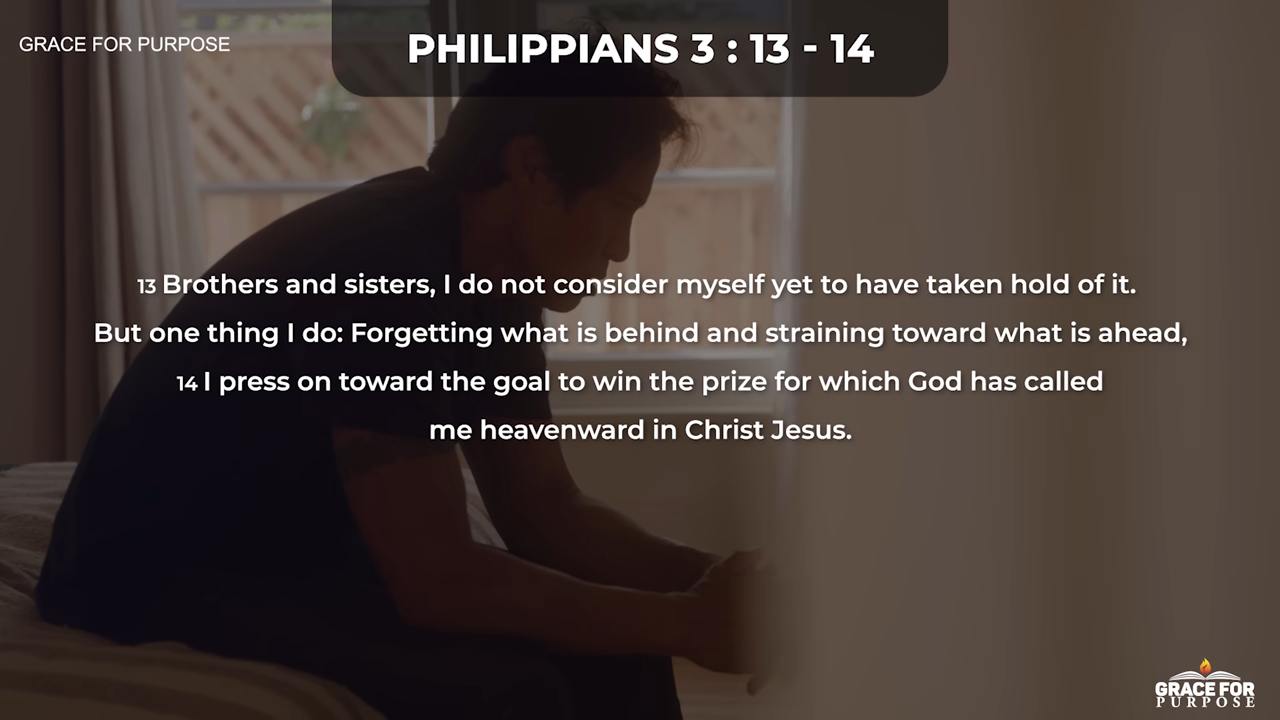 GRACE FOR PURPOSE
PHILIPPIANS 3 : 13 - 14
13 Brothers and sisters, I do not consider myself yet to have taken hold of it.
But one thing I do: Forgetting what is behind and straining toward what is ahead,
14 I press on toward the goal to win the prize for which God has called
me heavenward in Christ Jesus.
GRACE FOR
PURPOSE